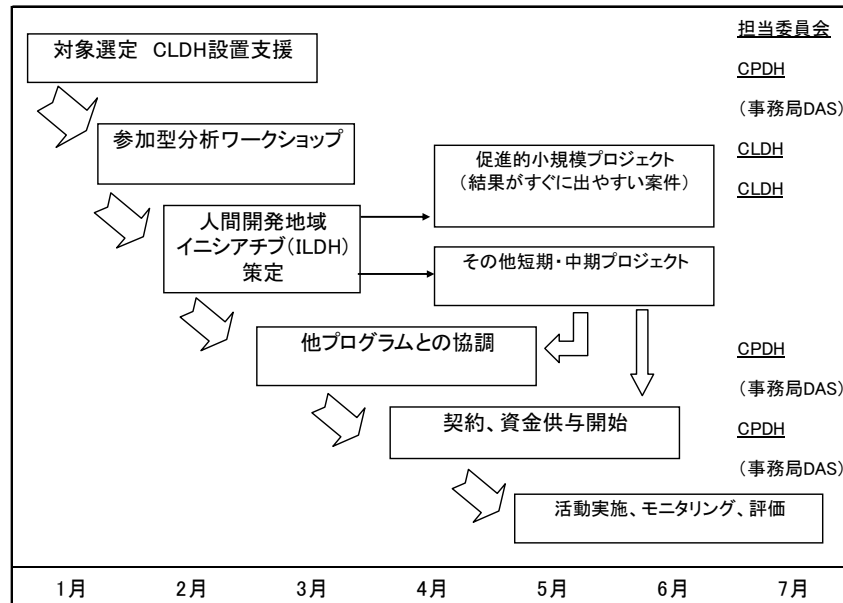 担当委員会
対象選定 CLDH設置支援
CPDH
(事務局DAS)
参加型分析ワークショップ
促進的小規模プロジェクト
(結果がすぐに出やすい案件)
CLDH
CLDH
人間開発地域
イニシアチブ(ILDH)
策定
その他短期・中期プロジェクト
他プログラムとの協調
CPDH
(事務局DAS)
契約、資金供与開始
CPDH
(事務局DAS)
活動実施、モニタリング、評価
1月 2月 3月 4月 5月 6月 7月